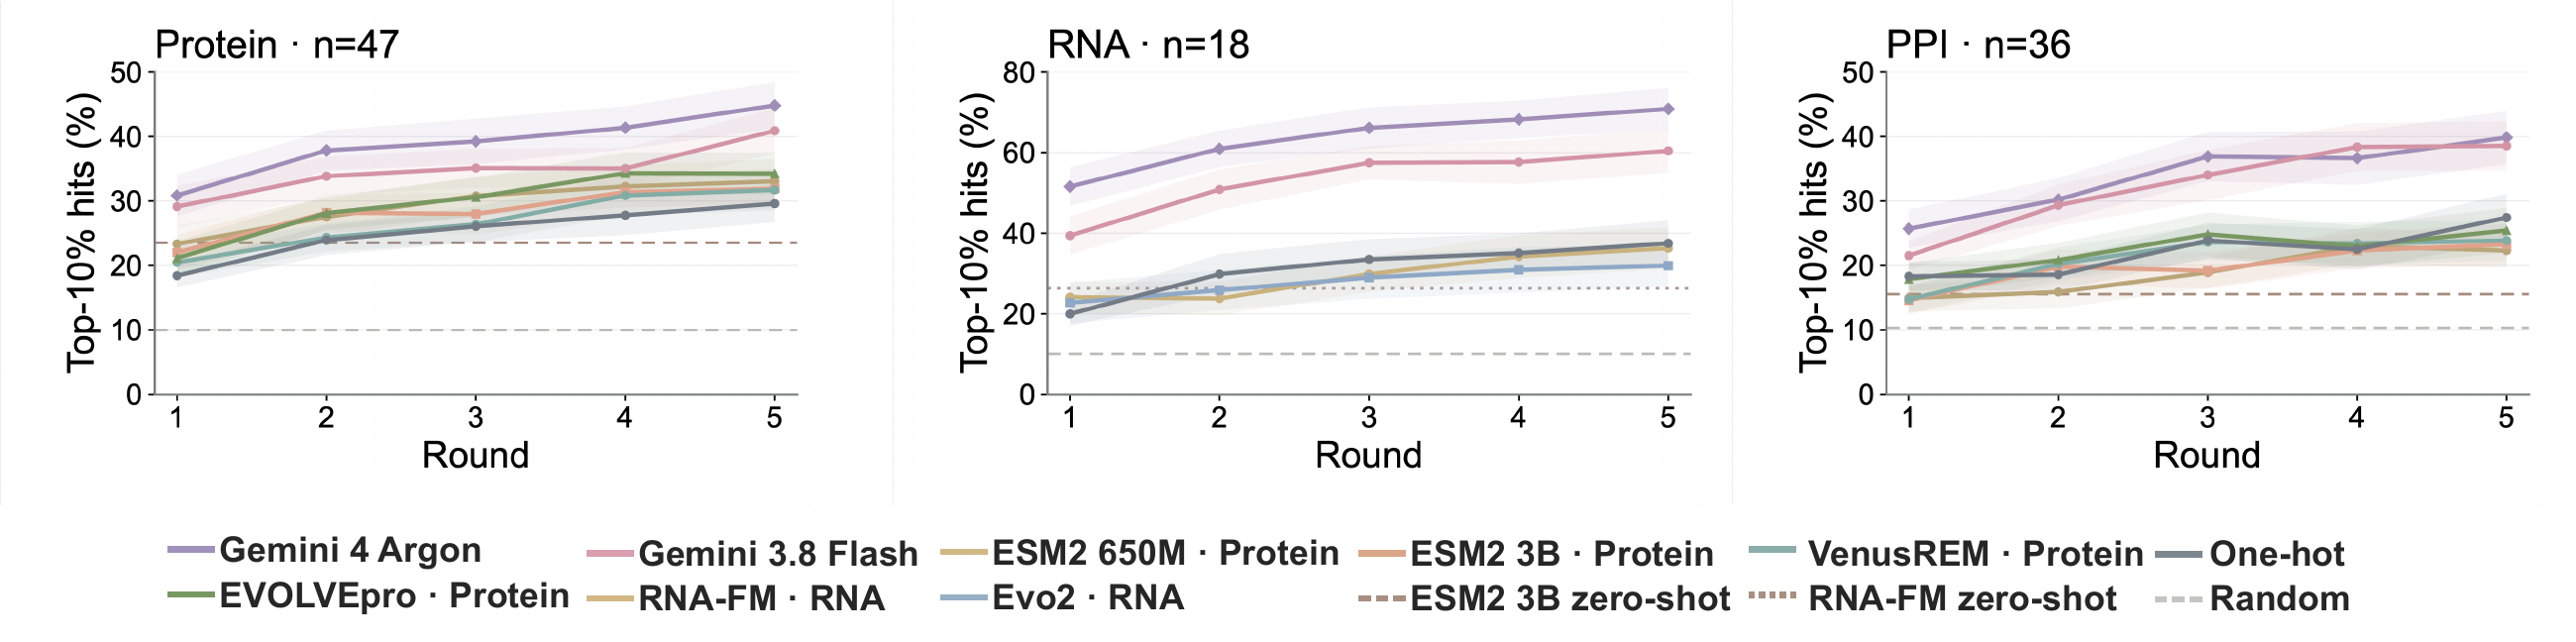 Protein · n=47
Top-10% hits (%)
50
40
30
20
10
0
1 2 3 4 5
Round
RNA · n=18
Top-10% hits (%)
80
60
40
20
0
1 2 3 4 5
Round
PPI · n=36
Top-10% hits (%)
50
40
30
20
10
0
1 2 3 4 5
Round
Gemini 4 Argon Gemini 3.8 Flash ESM2 650M · Protein ESM2 3B · Protein VenusREM · Protein One-hot
EVOLVEpro · Protein RNA-FM · RNA Evo2 · RNA ESM2 3B zero-shot RNA-FM zero-shot Random